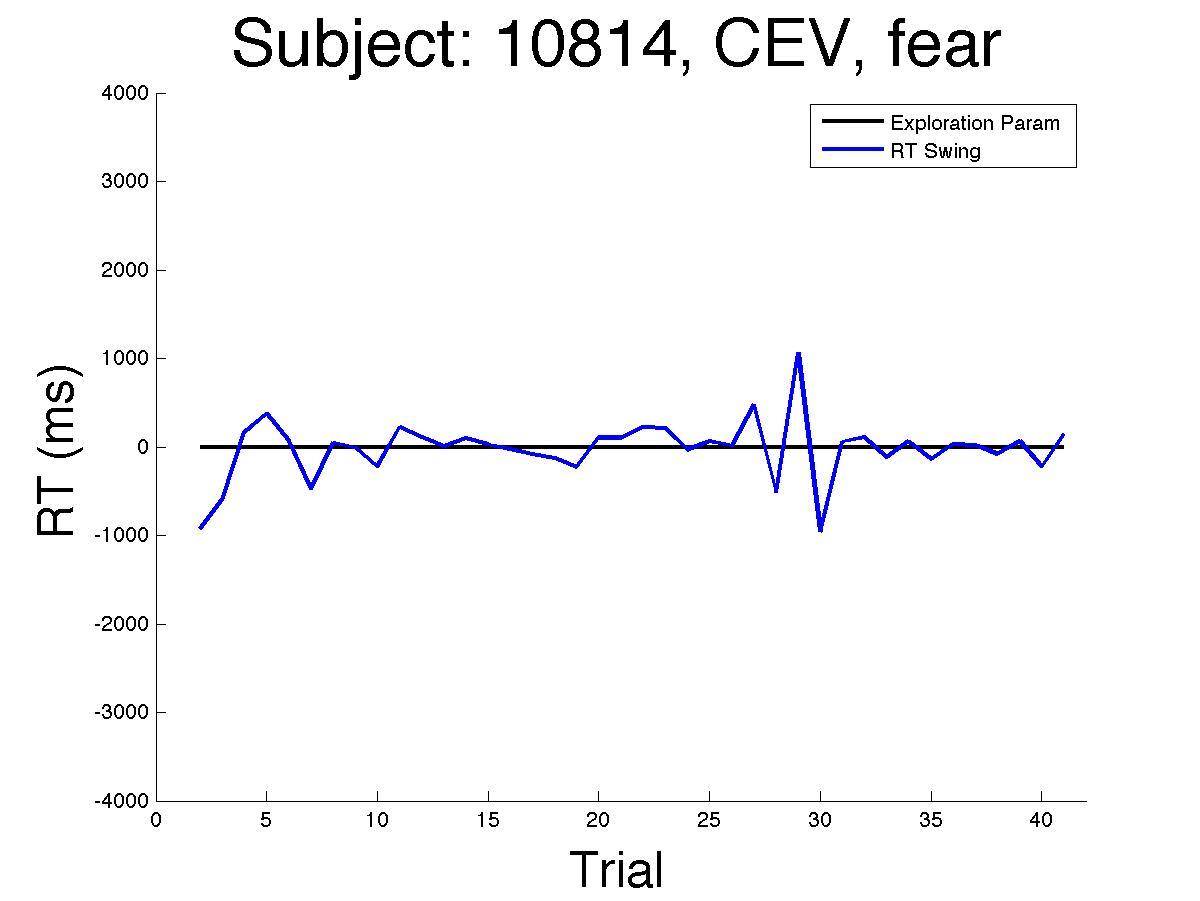 Subject: 10814, CEV, fear
4000
3000
2000
1000
0
-1000
-2000
-3000
-4000
RT (ms)
Exploration Param
RT Swing
0 5 10 15 20 25 30 35 40
Trial